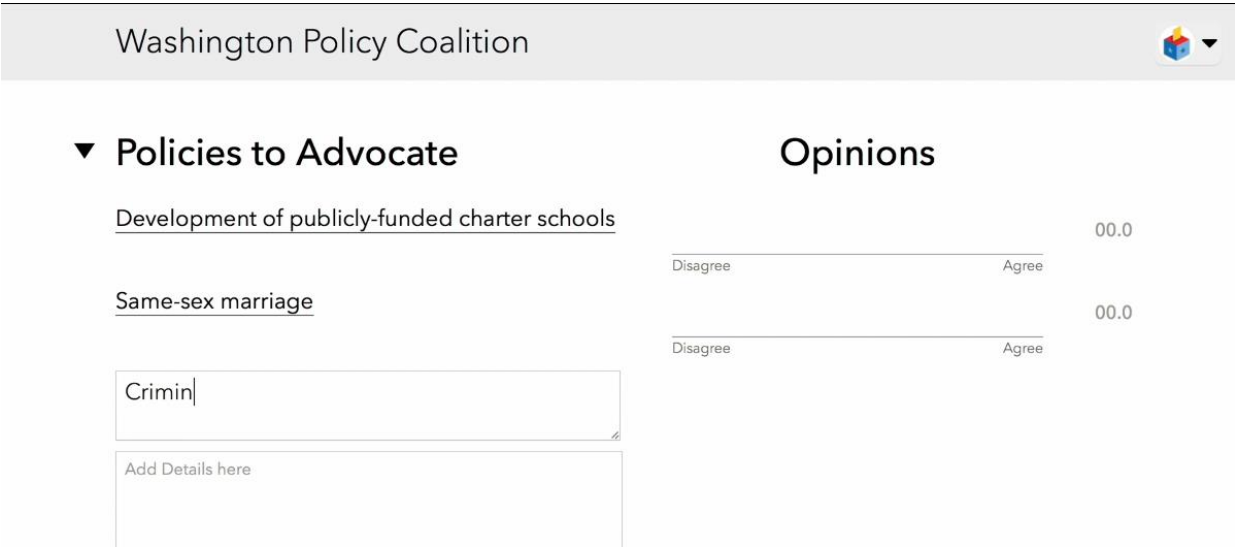 Washington Policy Coalition
Policies to Advocate
Opinions
Development of publicly-funded charter schools
00.0
Disagree
Agree
Same-sex marriage
00.0
Disagree
Agree
Crimin
Add Details here